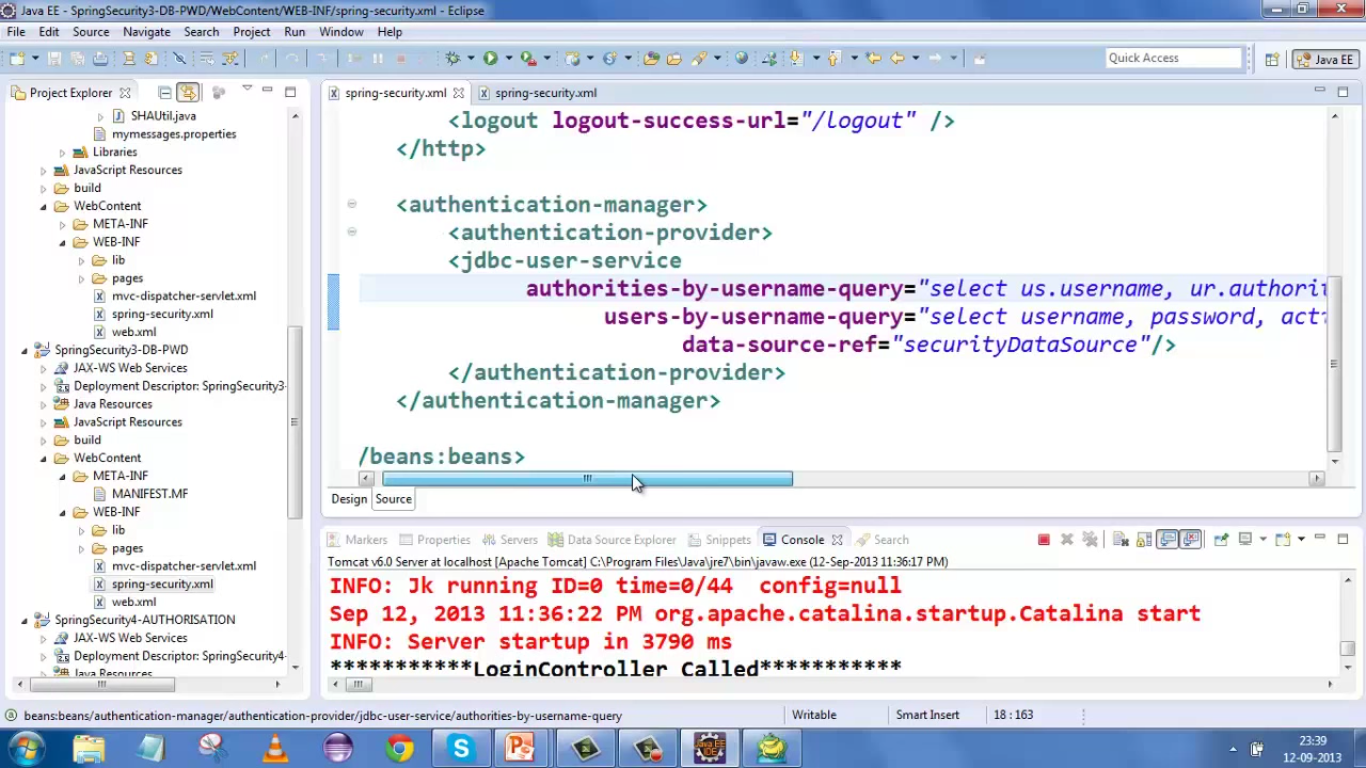 Java EE - SpringSecurity3-DB-PWD/WebContent/WEB-INF/spring-security.xml - Eclipse
File Edit Source Navigate Search Project Run Window Help
Quick Access
Java EE
Project Explorer
SHAUtil.java
mymessages.properties
Libraries
JavaScript Resources
build
WebContent
META-INF
WEB-INF
lib
pages
mvc-dispatcher-servlet.xml
spring-security.xml
web.xml
SpringSecurity3-DB-PWD
JAX-WS Web Services
Deployment Descriptor: SpringSecurity3-
Java Resources
JavaScript Resources
build
WebContent
META-INF
MANIFEST.MF
WEB-INF
lib
pages
mvc-dispatcher-servlet.xml
spring-security.xml
web.xml
SpringSecurity4-AUTHORISATION
JAX-WS Web Services
Deployment Descriptor: SpringSecurity4-
Java Resources
spring-security.xml spring-security.xml
<logout logout-success-url="/logout" />
</http>
<authentication-manager>
<authentication-provider>
<jdbc-user-service
authorities-by-username-query="select us.username, ur.authorit
users-by-username-query="select username, password, act
data-source-ref="securityDataSource"/>
</authentication-provider>
</authentication-manager>
/beans:beans>
Design Source
Markers Properties Servers Data Source Explorer Snippets Console Search
Tomcat v6.0 Server at localhost [Apache Tomcat] C:\Program Files\Java\jre7\bin\javaw.exe (12-Sep-2013 11:36:17 PM)
INFO: Jk running ID=0 time=0/44 config=null
Sep 12, 2013 11:36:22 PM org.apache.catalina.startup.Catalina start
INFO: Server startup in 3790 ms
***********LoginController Called***********
beans:beans/authentication-manager/authentication-provider/jdbc-user-service/authorities-by-username-query
Writable Smart Insert 18 : 163
23:39
12-09-2013